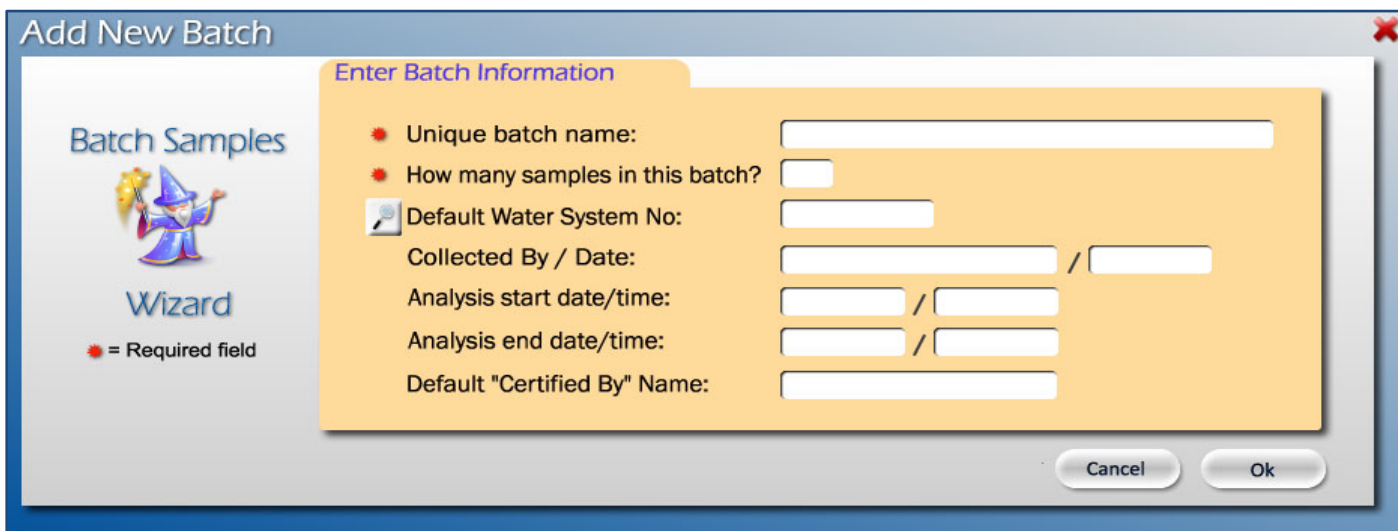 Add New Batch
Batch Samples
Wizard
= Required field
Enter Batch Information
Unique batch name:
How many samples in this batch?
Default Water System No:
Collected By / Date:
/
Analysis start date/time:
/
Analysis end date/time:
/
Default "Certified By" Name:
Cancel
Ok